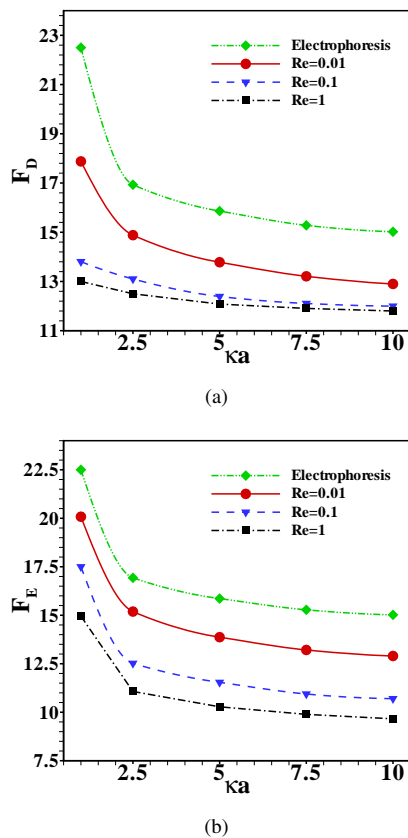 23
21
19
17
15
13
11
F_D
Electrophoresis
Re=0.01
Re=0.1
Re=1
2.5
5
7.5
10
κa
(a)
22.5
20
17.5
15
12.5
10
7.5
F_E
Electrophoresis
Re=0.01
Re=0.1
Re=1
2.5
5
7.5
10
κa
(b)